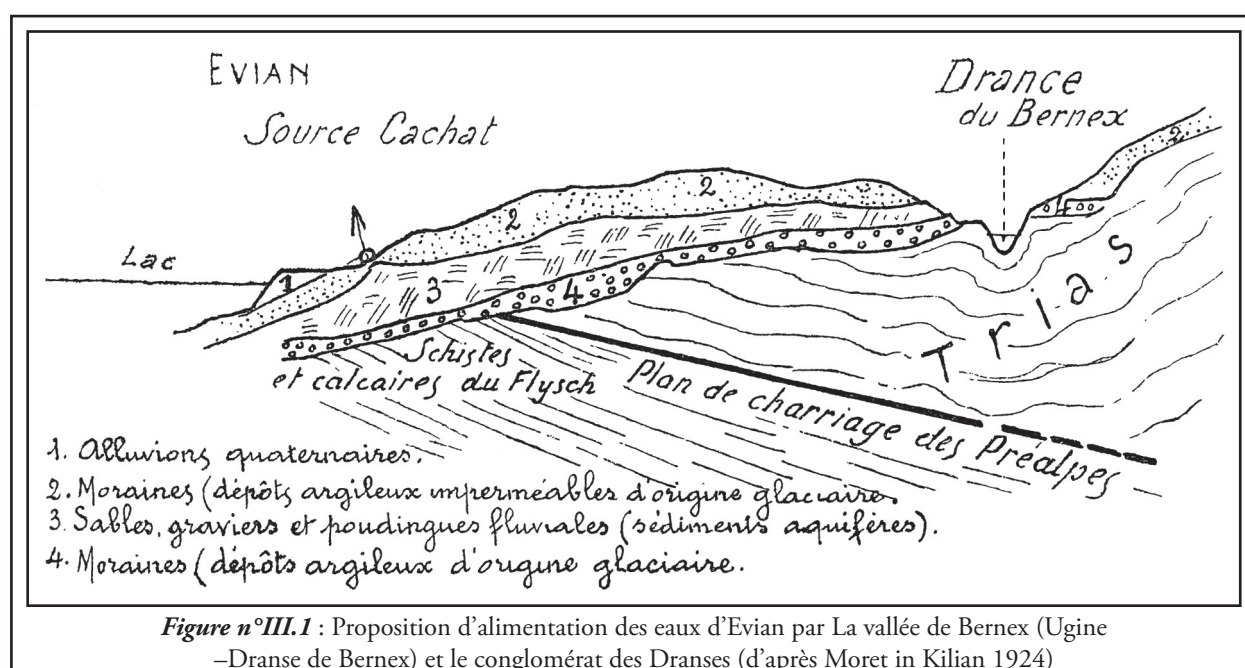 EVIAN
Source Cachat
Drance
du Bernex
Lac
1
2
2
2
3
4
4
Trias
Schistes
et calcaires du Flysch
Plan de charriage des Préalpes
1. Alluvions quaternaires.
2. Moraines (dépôts argileux imperméables d'origine glaciaire.
3. Sables, graviers et poudingues fluviales (sédiments aquifères).
4. Moraines (dépôts argileux d'origine glaciaire.
Figure n°III.1 : Proposition d'alimentation des eaux d'Evian par La vallée de Bernex (Ugine
–Dranse de Bernex) et le conglomérat des Dranses (d'après Moret in Kilian 1924)